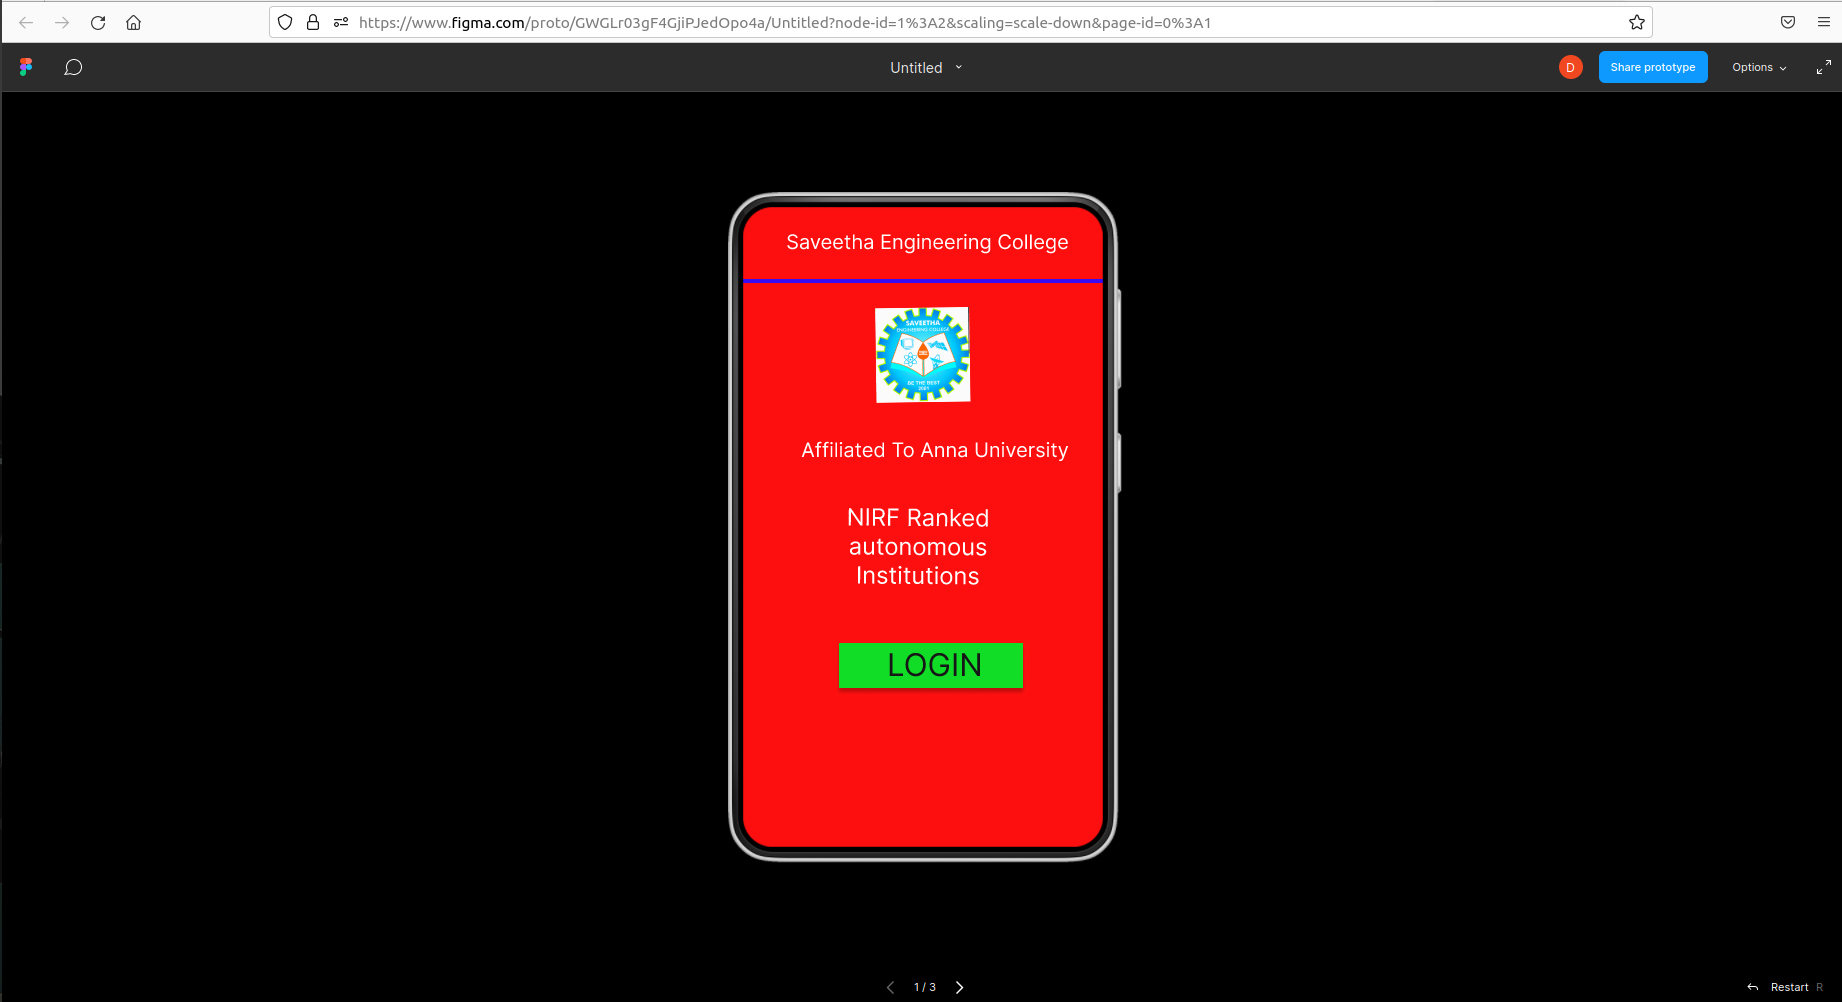 https://www.figma.com/proto/GWGLr03gF4GjiPJedOpo4a/Untitled?node-id=1%3A2&scaling=scale-down&page-id=0%3A1
Untitled
D
Share prototype
Options
Saveetha Engineering College
SAVEETHA
ENGINEERING COLLEGE
BE THE BEST
2001
Affiliated To Anna University
NIRF Ranked
autonomous
Institutions
LOGIN
1 / 3
Restart R